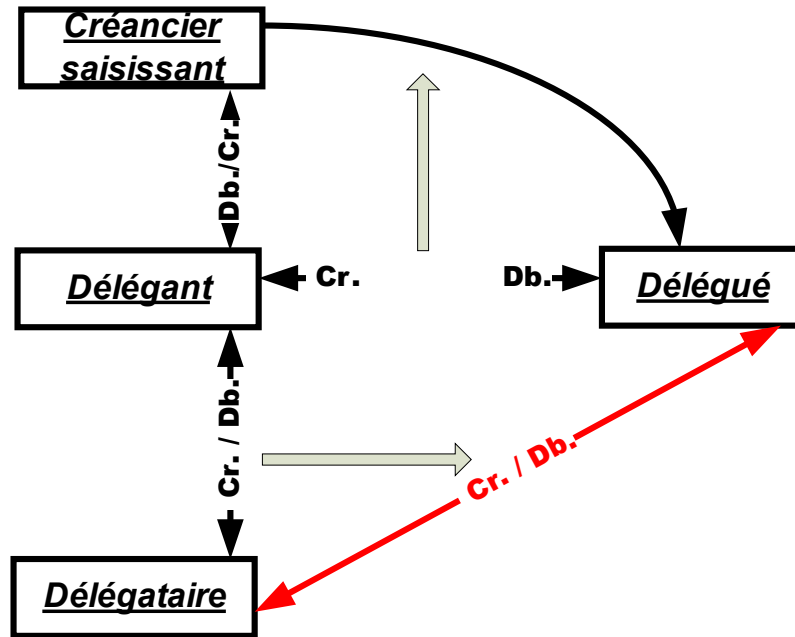 Créancier
saisissant
Db./Cr.
Délégant
Cr.
Db.
Délégué
Cr. / Db.
Cr. / Db.
Délégataire